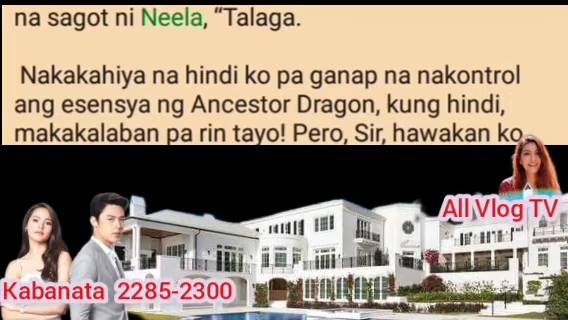 na sagot ni Neela, “Talaga.
Nakakahiya na hindi ko pa ganap na nakontrol
ang esensya ng Ancestor Dragon, kung hindi,
makakalaban pa rin tayo! Pero, Sir, hawakan ko
All Vlog TV
Kabanata 2285-2300